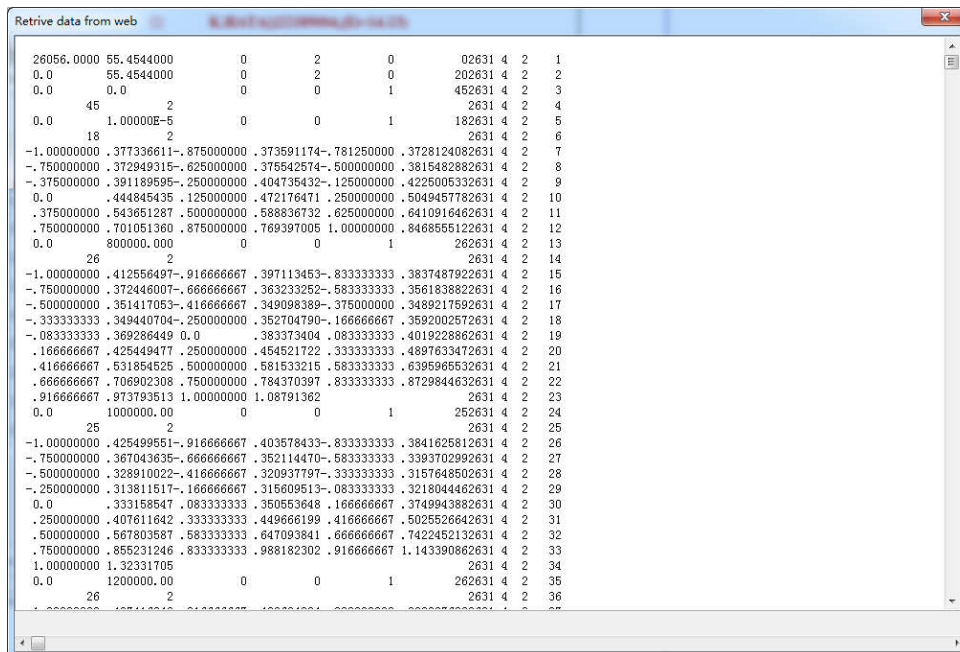 Retrive data from web
26056.0000 55.4544000 0 2 0 02631 4 2 1
0.0 55.4544000 0 2 0 202631 4 2 2
0.0 0.0 0 0 1 452631 4 2 3
45 2 2631 4 2 4
0.0 1.00000E-5 0 0 1 182631 4 2 5
18 2 2631 4 2 6
-1.00000000 .377336611-.875000000 .373591174-.781250000 .3728124082631 4 2 7
-.750000000 .372949315-.625000000 .375542574-.500000000 .3815482882631 4 2 8
-.375000000 .391189595-.250000000 .404735432-.125000000 .4225005332631 4 2 9
0.0 .444845435 .125000000 .472176471 .250000000 .5049457782631 4 2 10
.375000000 .543651287 .500000000 .588836732 .625000000 .6410916462631 4 2 11
.750000000 .701051360 .875000000 .769397005 1.00000000 .8468555122631 4 2 12
0.0 800000.000 0 0 1 262631 4 2 13
26 2 2631 4 2 14
-1.00000000 .412556497-.916666667 .397113453-.833333333 .3837487922631 4 2 15
-.750000000 .372446007-.666666667 .363233252-.583333333 .3561838822631 4 2 16
-.500000000 .351417053-.416666667 .349098389-.375000000 .3489217592631 4 2 17
-.333333333 .349440704-.250000000 .352704790-.166666667 .3592002572631 4 2 18
-.083333333 .369286449 0.0 .383373404 .083333333 .4019228862631 4 2 19
.166666667 .425449477 .250000000 .454521722 .333333333 .4897633472631 4 2 20
.416666667 .531854525 .500000000 .581533215 .583333333 .6395965532631 4 2 21
.666666667 .706902308 .750000000 .784370397 .833333333 .8729844632631 4 2 22
.916666667 .973793513 1.00000000 1.08791362 2631 4 2 23
0.0 1000000.00 0 0 1 252631 4 2 24
25 2 2631 4 2 25
-1.00000000 .425499551-.916666667 .403578433-.833333333 .3841625812631 4 2 26
-.750000000 .367043635-.666666667 .352114470-.583333333 .3393702992631 4 2 27
-.500000000 .328910022-.416666667 .320937797-.333333333 .3157648502631 4 2 28
-.250000000 .313811517-.166666667 .315609513-.083333333 .3218044462631 4 2 29
0.0 .333158547 .083333333 .350553648 .166666667 .3749943882631 4 2 30
.250000000 .407611642 .333333333 .449666199 .416666667 .5025526642631 4 2 31
.500000000 .567803587 .583333333 .647093841 .666666667 .7422452132631 4 2 32
.750000000 .855231246 .833333333 .988182302 .916666667 1.143390862631 4 2 33
1.00000000 1.32331705 2631 4 2 34
0.0 1200000.00 0 0 1 262631 4 2 35
26 2 2631 4 2 36